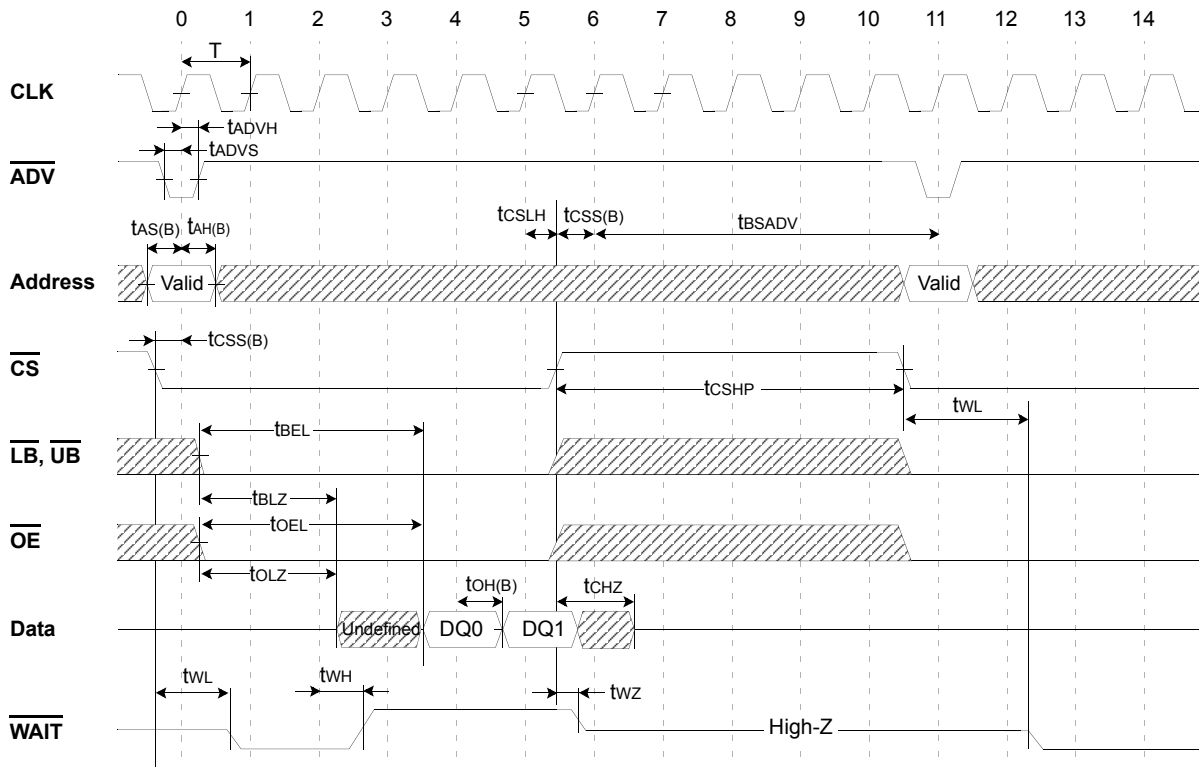 0 1 2 3 4 5 6 7 8 9 10 11 12 13 14
T
CLK
tADVH
tADVS
ADV
tCSLH tCSS(B) tBSADV
tAS(B) tAH(B)
Address Valid Valid
tCSS(B)
CS
tCSHP
tWL
tBEL
LB, UB
tBLZ
tOEL
OE
tOLZ
tOH(B) tCHZ
Data Undefined DQ0 DQ1
tWL tWH tWZ
WAIT High-Z